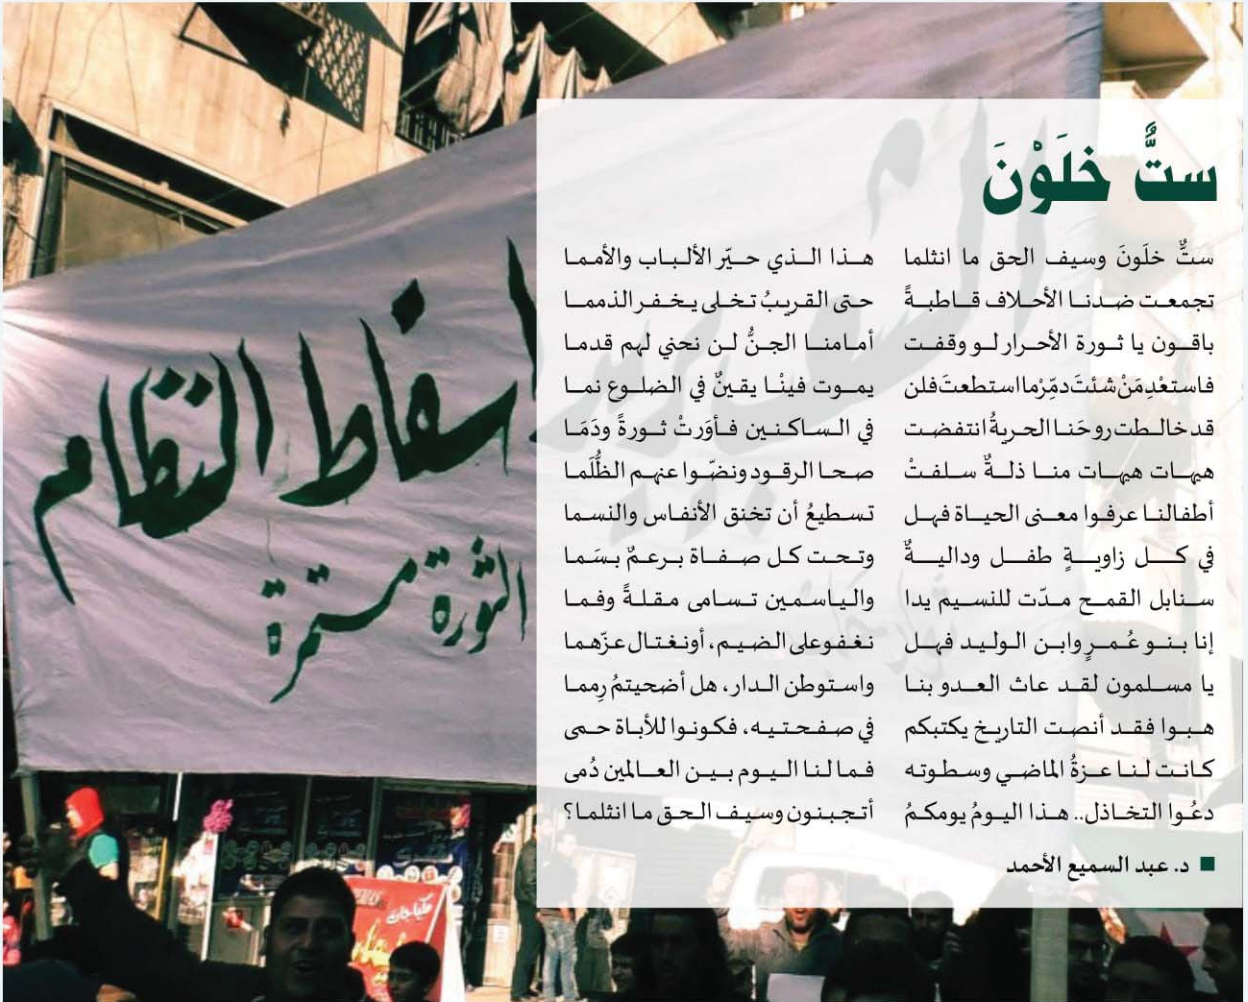 ستٌّ خلَوْنَ
ستٌّ خلَونَ وسيف الحق ما انثلما هذا الذي حيّر الألباب والأمما
تجمعت ضدنا الأحلاف قاطبةً حتى القريبُ تخلى يخفر الذمما
باقون يا ثورة الأحرار لو وقفت أمامنا الجنُّ لن نحني لهم قدما
فاستعْدِ مَنْ شئتَ دمِّرْ ما استطعتَ فلن يموت فينْا يقينٌ في الضلوع نما
قد خالطت روحَنا الحريةُ انتفضت في الساكنين فأوَرتْ ثورةً ودَمَا
هيهات هيهات منا ذلةٌ سلفتْ صحا الرقود ونضّوا عنهم الظُّلَما
أطفالنا عرفوا معنى الحياة فهل تسطيعُ أن تخنق الأنفاس والنسما
في كل زاويةٍ طفل وداليةٌ وتحت كل صفاة برعمٌ بسَما
سنابل القمح مدّت للنسيم يدا والياسمين تسامى مقلةً وفما
إنا بنو عُمرٍ وابن الوليد فهل نغفو على الضيم، أو نغتال عزّهما
يا مسلمون لقد عاث العدو بنا واستوطن الدار، هل أضحيتمُ رِمما
هبوا فقد أنصت التاريخ يكتبكم في صفحتيه، فكونوا للأباة حمى
كانت لنا عزةُ الماضي وسطوته فما لنا اليوم بين العالمين دُمى
دعُوا التخاذل.. هذا اليومُ يومكمُ أتجبنون وسيف الحق ما انثلما؟
د. عبد السميع الأحمد
الشعب يريد
اسقاط النظام
الثورة مستمرة
مكياجات